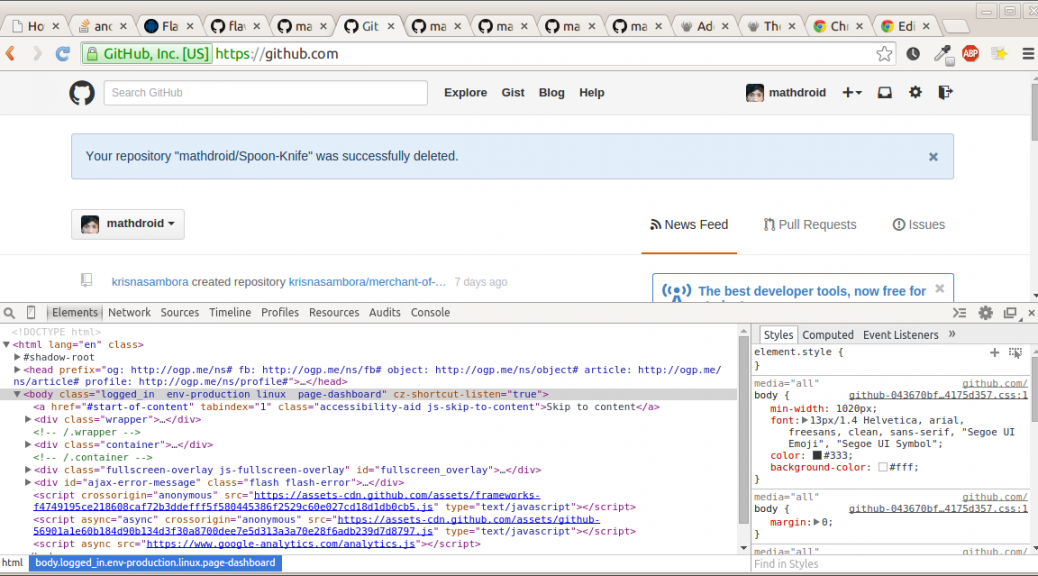 Ho
and
Fla
flav
ma
Git
ma
ma
ma
ma
Ad
The
Chr
Edi
GitHub, Inc. [US] https://github.com
ABP
Search GitHub
Explore Gist Blog Help
mathdroid
Your repository "mathdroid/Spoon-Knife" was successfully deleted.
mathdroid
News Feed Pull Requests Issues
krisnasambora created repository krisnasambora/merchant-of-… 7 days ago
The best developer tools, now free for
Elements Network Sources Timeline Profiles Resources Audits Console
<!DOCTYPE html>
<html lang="en" class>
#shadow-root
<head prefix="og: http://ogp.me/ns# fb: http://ogp.me/ns/fb# object: http://ogp.me/ns/object# article: http://ogp.me/
ns/article# profile: http://ogp.me/ns/profile#">…</head>
<body class="logged_in env-production linux page-dashboard" cz-shortcut-listen="true">
<a href="#start-of-content" tabindex="1" class="accessibility-aid js-skip-to-content">Skip to content</a>
<div class="wrapper">…</div>
<!-- /.wrapper -->
<div class="container">…</div>
<!-- /.container -->
<div class="fullscreen-overlay js-fullscreen-overlay" id="fullscreen_overlay">…</div>
<div id="ajax-error-message" class="flash flash-error">…</div>
<script crossorigin="anonymous" src="https://assets-cdn.github.com/assets/frameworks-
f4749195ce218608caf72b3ddefff5f580445386f2529c60e027cd18d1db0cb5.js" type="text/javascript"></script>
<script async="async" crossorigin="anonymous" src="https://assets-cdn.github.com/assets/github-
56901a1e60b184d90b134d3f30a8700dee7e5d313a3a70e28f6adb239d7d8797.js" type="text/javascript"></script>
<script async src="https://www.google-analytics.com/analytics.js"></script>
html body.logged_in.env-production.linux.page-dashboard
Styles Computed Event Listeners »
element.style {
}
media="all" github.com/
body { github-043670bf…4175d357.css:1
min-width: 1020px;
font: 13px/1.4 Helvetica, arial,
freesans, clean, sans-serif, "Segoe UI
Emoji", "Segoe UI Symbol";
color: #333;
background-color: #fff;
}
media="all" github.com/
body { github-043670bf…4175d357.css:1
margin: 0;
}
media="all" github.com/
Find in Styles